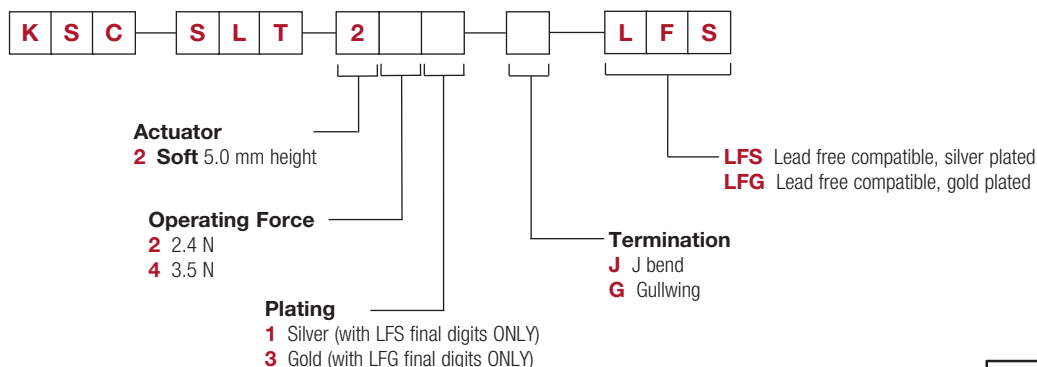 K S C S L T 2 L F S
Actuator
2 Soft 5.0 mm height
LFS Lead free compatible, silver plated
LFG Lead free compatible, gold plated
Operating Force
2 2.4 N
4 3.5 N
Termination
J J bend
G Gullwing
Plating
1 Silver (with LFS final digits ONLY)
3 Gold (with LFG final digits ONLY)